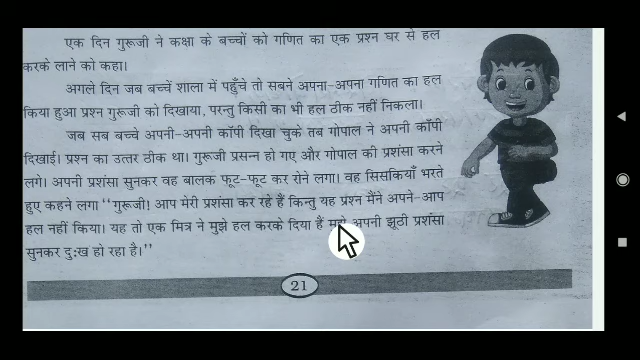 एक दिन गुरूजी ने कक्षा के बच्चों को गणित का एक प्रश्न घर से हल
करके लाने को कहा।
अगले दिन जब बच्चें शाला में पहुँचे तो सबने अपना-अपना गणित का हल
किया हुआ प्रश्न गुरूजी को दिखाया, परन्तु किसी का भी हल ठीक नहीं निकला।
जब सब बच्चे अपनी-अपनी कॉपी दिखा चुके तब गोपाल ने अपनी कॉपी
दिखाई। प्रश्न का उत्तर ठीक था। गुरूजी प्रसन्न हो गए और गोपाल की प्रशंसा करने
लगे। अपनी प्रशंसा सुनकर वह बालक फूट-फूट कर रोने लगा। वह सिसकियाँ भरते
हुए कहने लगा ‘‘गुरूजी! आप मेरी प्रशंसा कर रहे हैं किन्तु यह प्रश्न मैंने अपने-आप
हल नहीं किया। यह तो एक मित्र ने मुझे हल करके दिया हैं मुझे अपनी झूठी प्रशंसा
सुनकर दुःख हो रहा है।’’
21